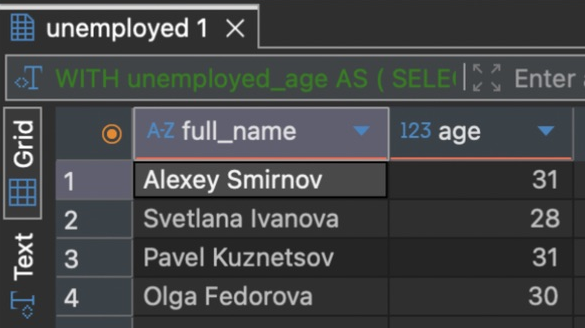 unemployed 1 ×
WITH unemployed_age AS ( SELE Enter
Grid
Text
A-Z full_name 123 age
1 Alexey Smirnov 31
2 Svetlana Ivanova 28
3 Pavel Kuznetsov 31
4 Olga Fedorova 30